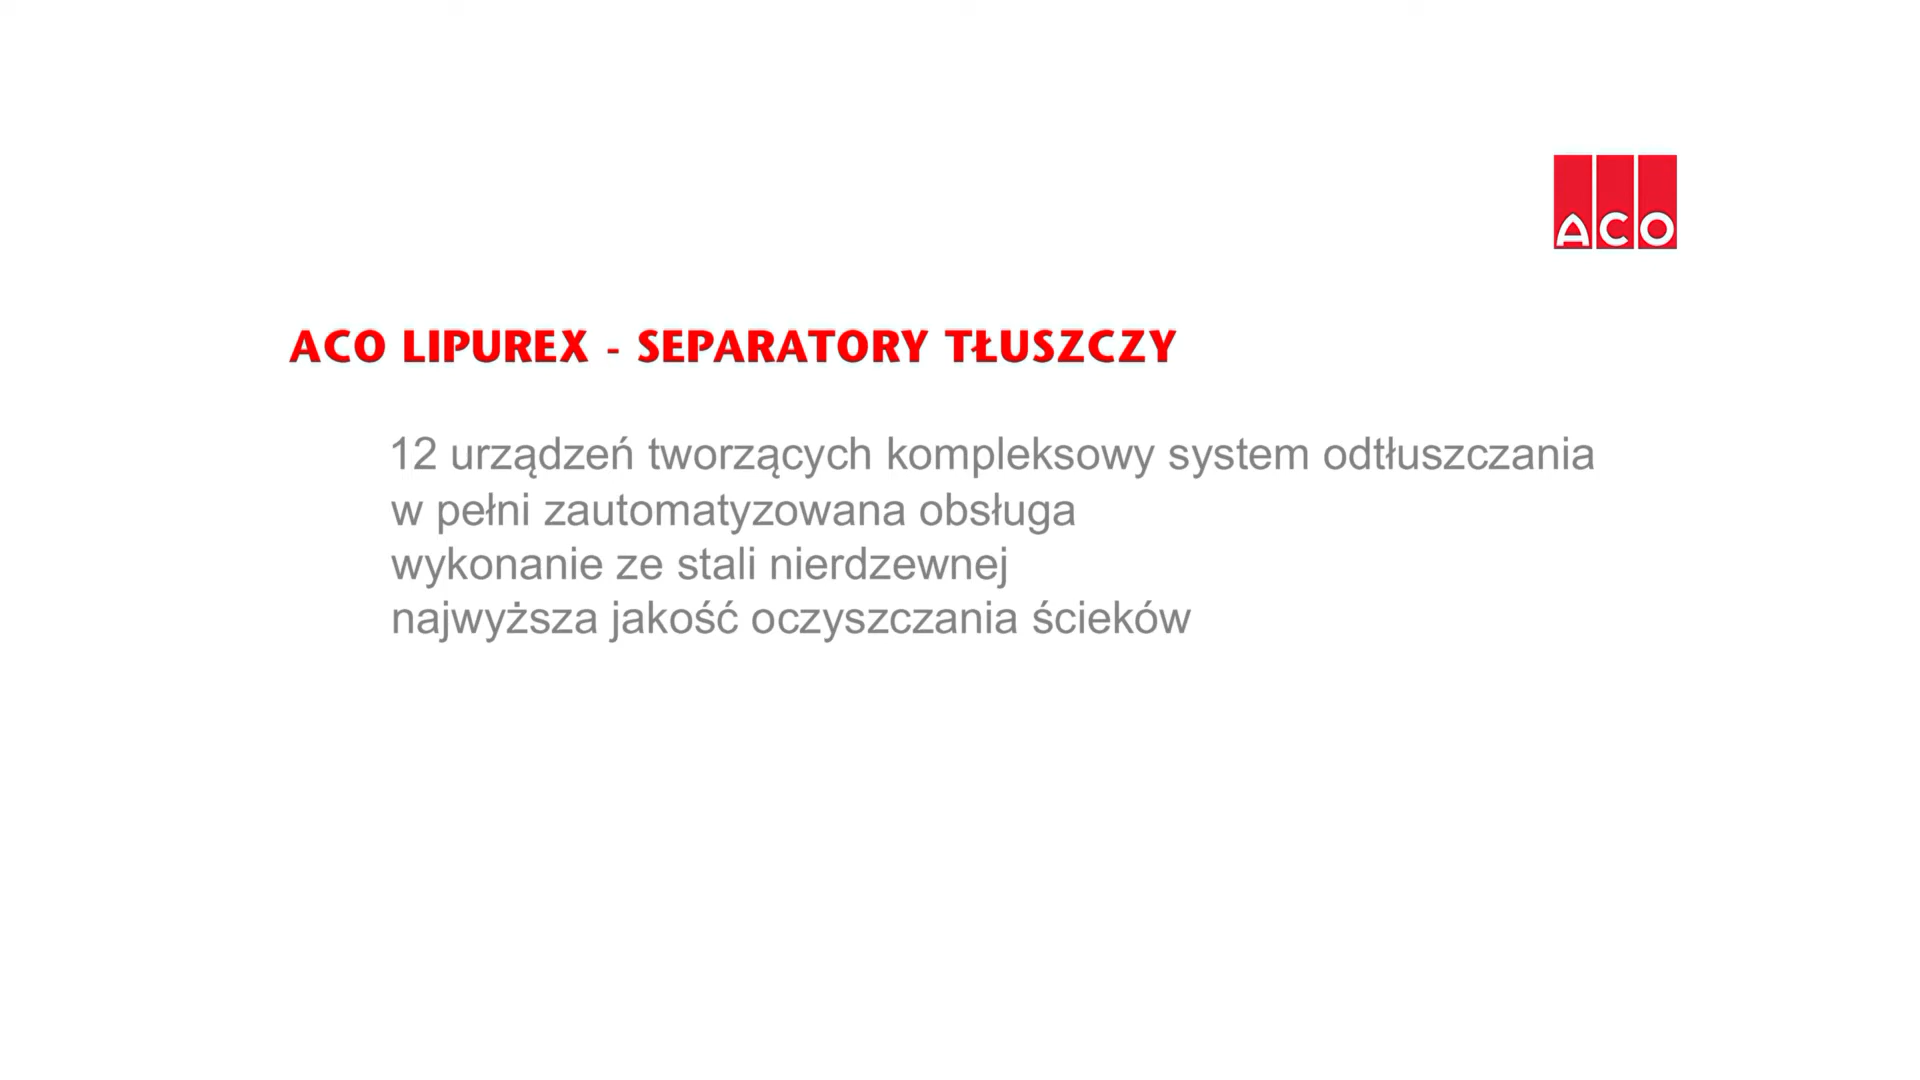 ACO
ACO LIPUREX - SEPARATORY TŁUSZCZY
12 urządzeń tworzących kompleksowy system odtłuszczania
w pełni zautomatyzowana obsługa
wykonanie ze stali nierdzewnej
najwyższa jakość oczyszczania ścieków